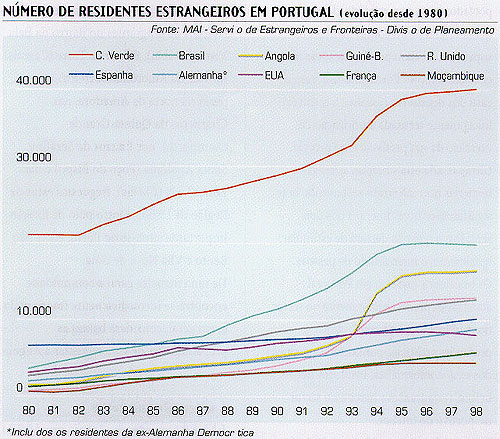 NÚMERO DE RESIDENTES ESTRANGEIROS EM PORTUGAL (evolução desde 1980)
Fonte: MAI - Servi o de Estrangeiros e Fronteiras - Divis o de Planeamento
C. Verde Brasil Angola Guiné-B. R. Unido
Espanha Alemanha* EUA França Moçambique
40.000
30.000
10.000
0
80 81 82 83 84 85 86 87 88 89 90 91 92 93 94 95 96 97 98
*Inclu dos os residentes da ex-Alemanha Democr tica